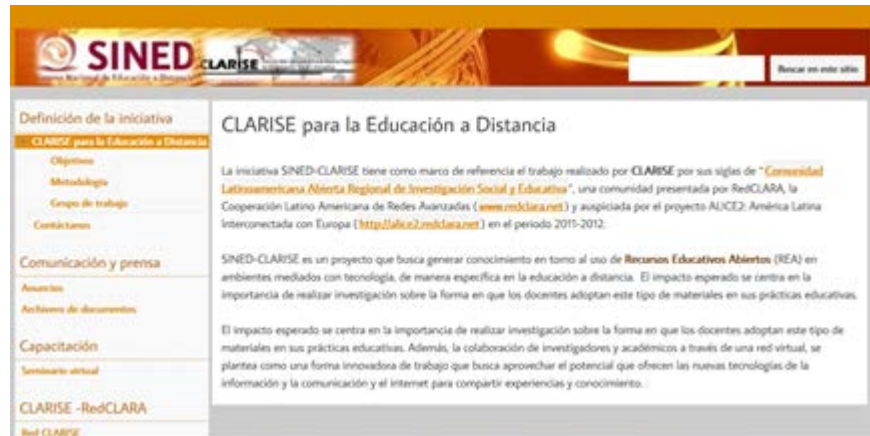 SINED
CLARISE
Nacional de Educación a Distancia
Buscar en este sitio
Definición de la iniciativa
CLARISE para la Educación a Distancia
Objetivos
Metodología
Grupo de trabajo
Contáctanos
Comunicación y prensa
Anuncios
Archivero de documentos
Capacitación
Seminario virtual
CLARISE -RedCLARA
Red CLARISE
CLARISE para la Educación a Distancia
La iniciativa SINED-CLARISE tiene como marco de referencia el trabajo realizado por CLARISE por sus siglas de "Comunidad
Latinoamericana Abierta Regional de Investigación Social y Educativa", una comunidad presentada por RedCLARA, la
Cooperación Latino Americana de Redes Avanzadas (www.redclara.net) y auspiciada por el proyecto ALICE2: América Latina
Interconectada con Europa (http://alice2.redclara.net) en el periodo 2011-2012:
SINED-CLARISE es un proyecto que busca generar conocimiento en torno al uso de Recursos Educativos Abiertos (REA) en
ambientes mediados con tecnología, de manera específica en la educación a distancia. El impacto esperado se centra en la
importancia de realizar investigación sobre la forma en que los docentes adoptan este tipo de materiales en sus prácticas educativas.
El impacto esperado se centra en la importancia de realizar investigación sobre la forma en que los docentes adoptan este tipo de
materiales en sus prácticas educativas. Además, la colaboración de investigadores y académicos a través de una red virtual, se
plantea como una forma innovadora de trabajo que busca aprovechar el potencial que ofrecen las nuevas tecnologías de la
información y la comunicación y el internet para compartir experiencias y conocimiento.